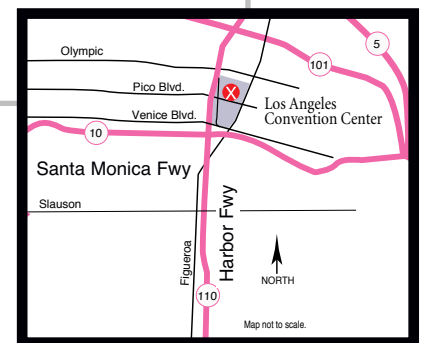 Olympic
5
101
Pico Blvd.
X
Los Angeles
Convention Center
Venice Blvd.
10
Santa Monica Fwy
Slauson
Harbor Fwy
Figueroa
NORTH
110
Map not to scale.